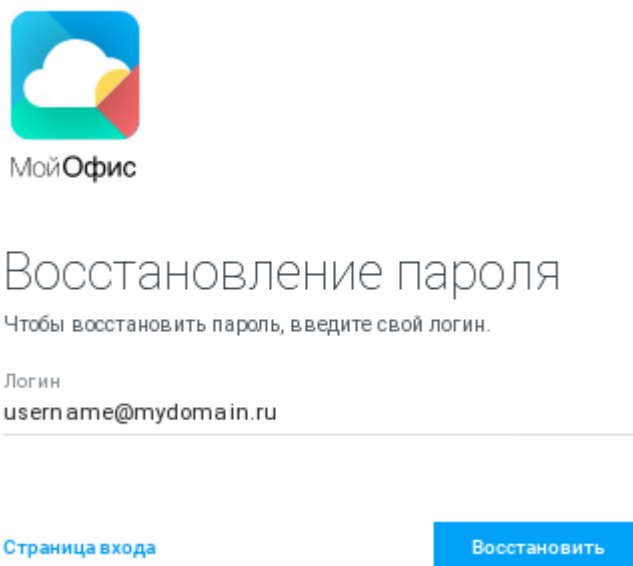 МойОфис
Восстановление пароля
Чтобы восстановить пароль, введите свой логин.
Логин
username@mydomain.ru
Страница входа
Восстановить